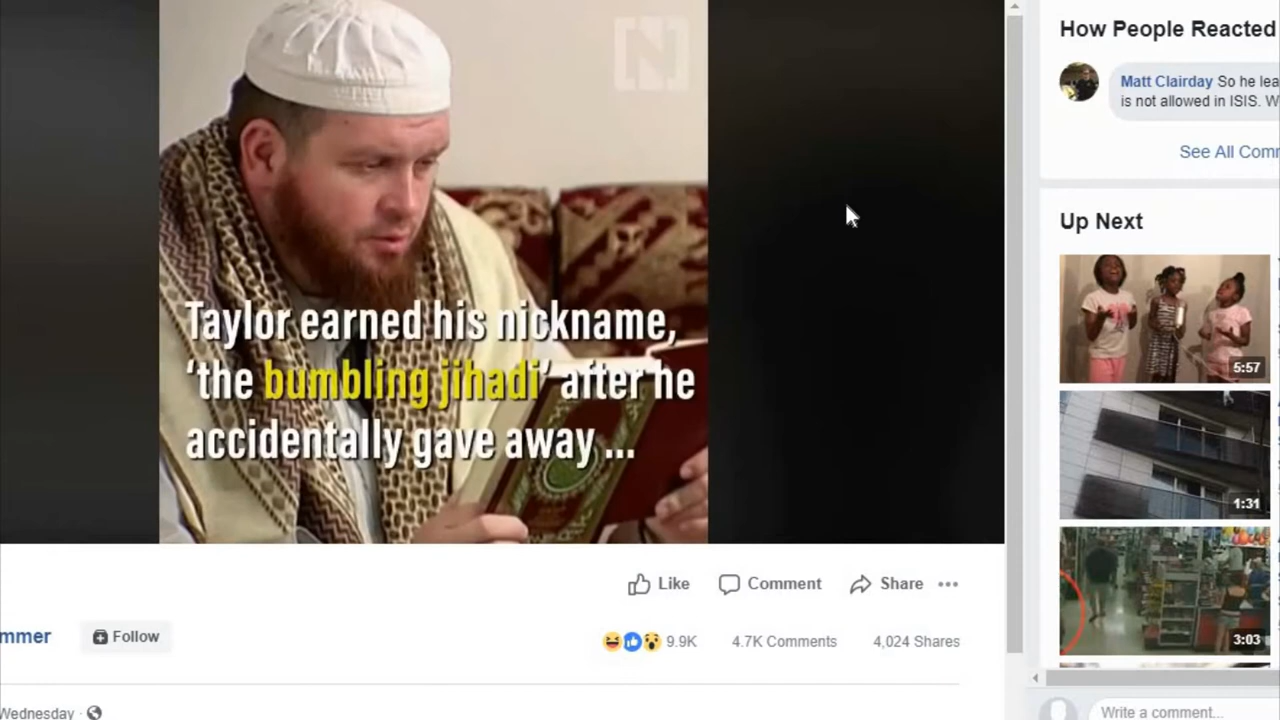 N
Taylor earned his nickname,
'the bumbling jihadi' after he
accidentally gave away ...
Like
Comment
Share
mmer
Follow
9.9K
4.7K Comments
4,024 Shares
Wednesday ·
How People Reacted
Matt Clairday So he lea
is not allowed in ISIS. W
See All Comm
Up Next
5:57
1:31
3:03
Write a comment...